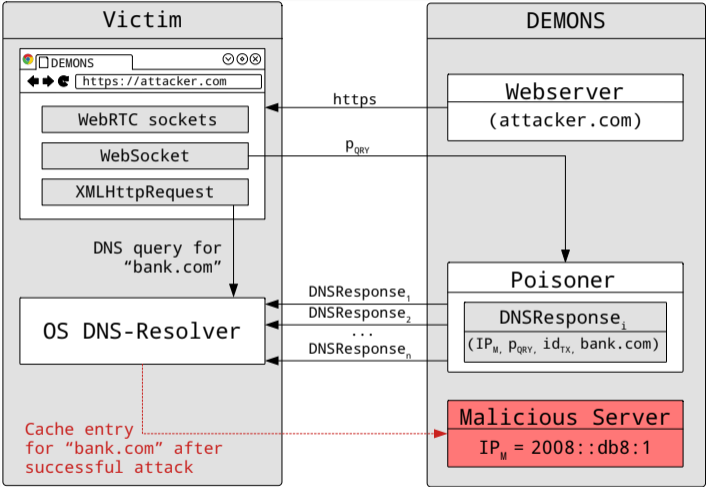 Victim
DEMONS
https://attacker.com
WebRTC sockets
WebSocket
XMLHttpRequest
DNS query for
“bank.com”
OS DNS-Resolver
Cache entry
for “bank.com” after
successful attack
https
pQRY
DNSResponse1
DNSResponse2
...
DNSResponsen
DEMONS
Webserver
(attacker.com)
Poisoner
DNSResponsei
(IPM, pQRY, idTX, bank.com)
Malicious Server
IPM = 2008::db8:1